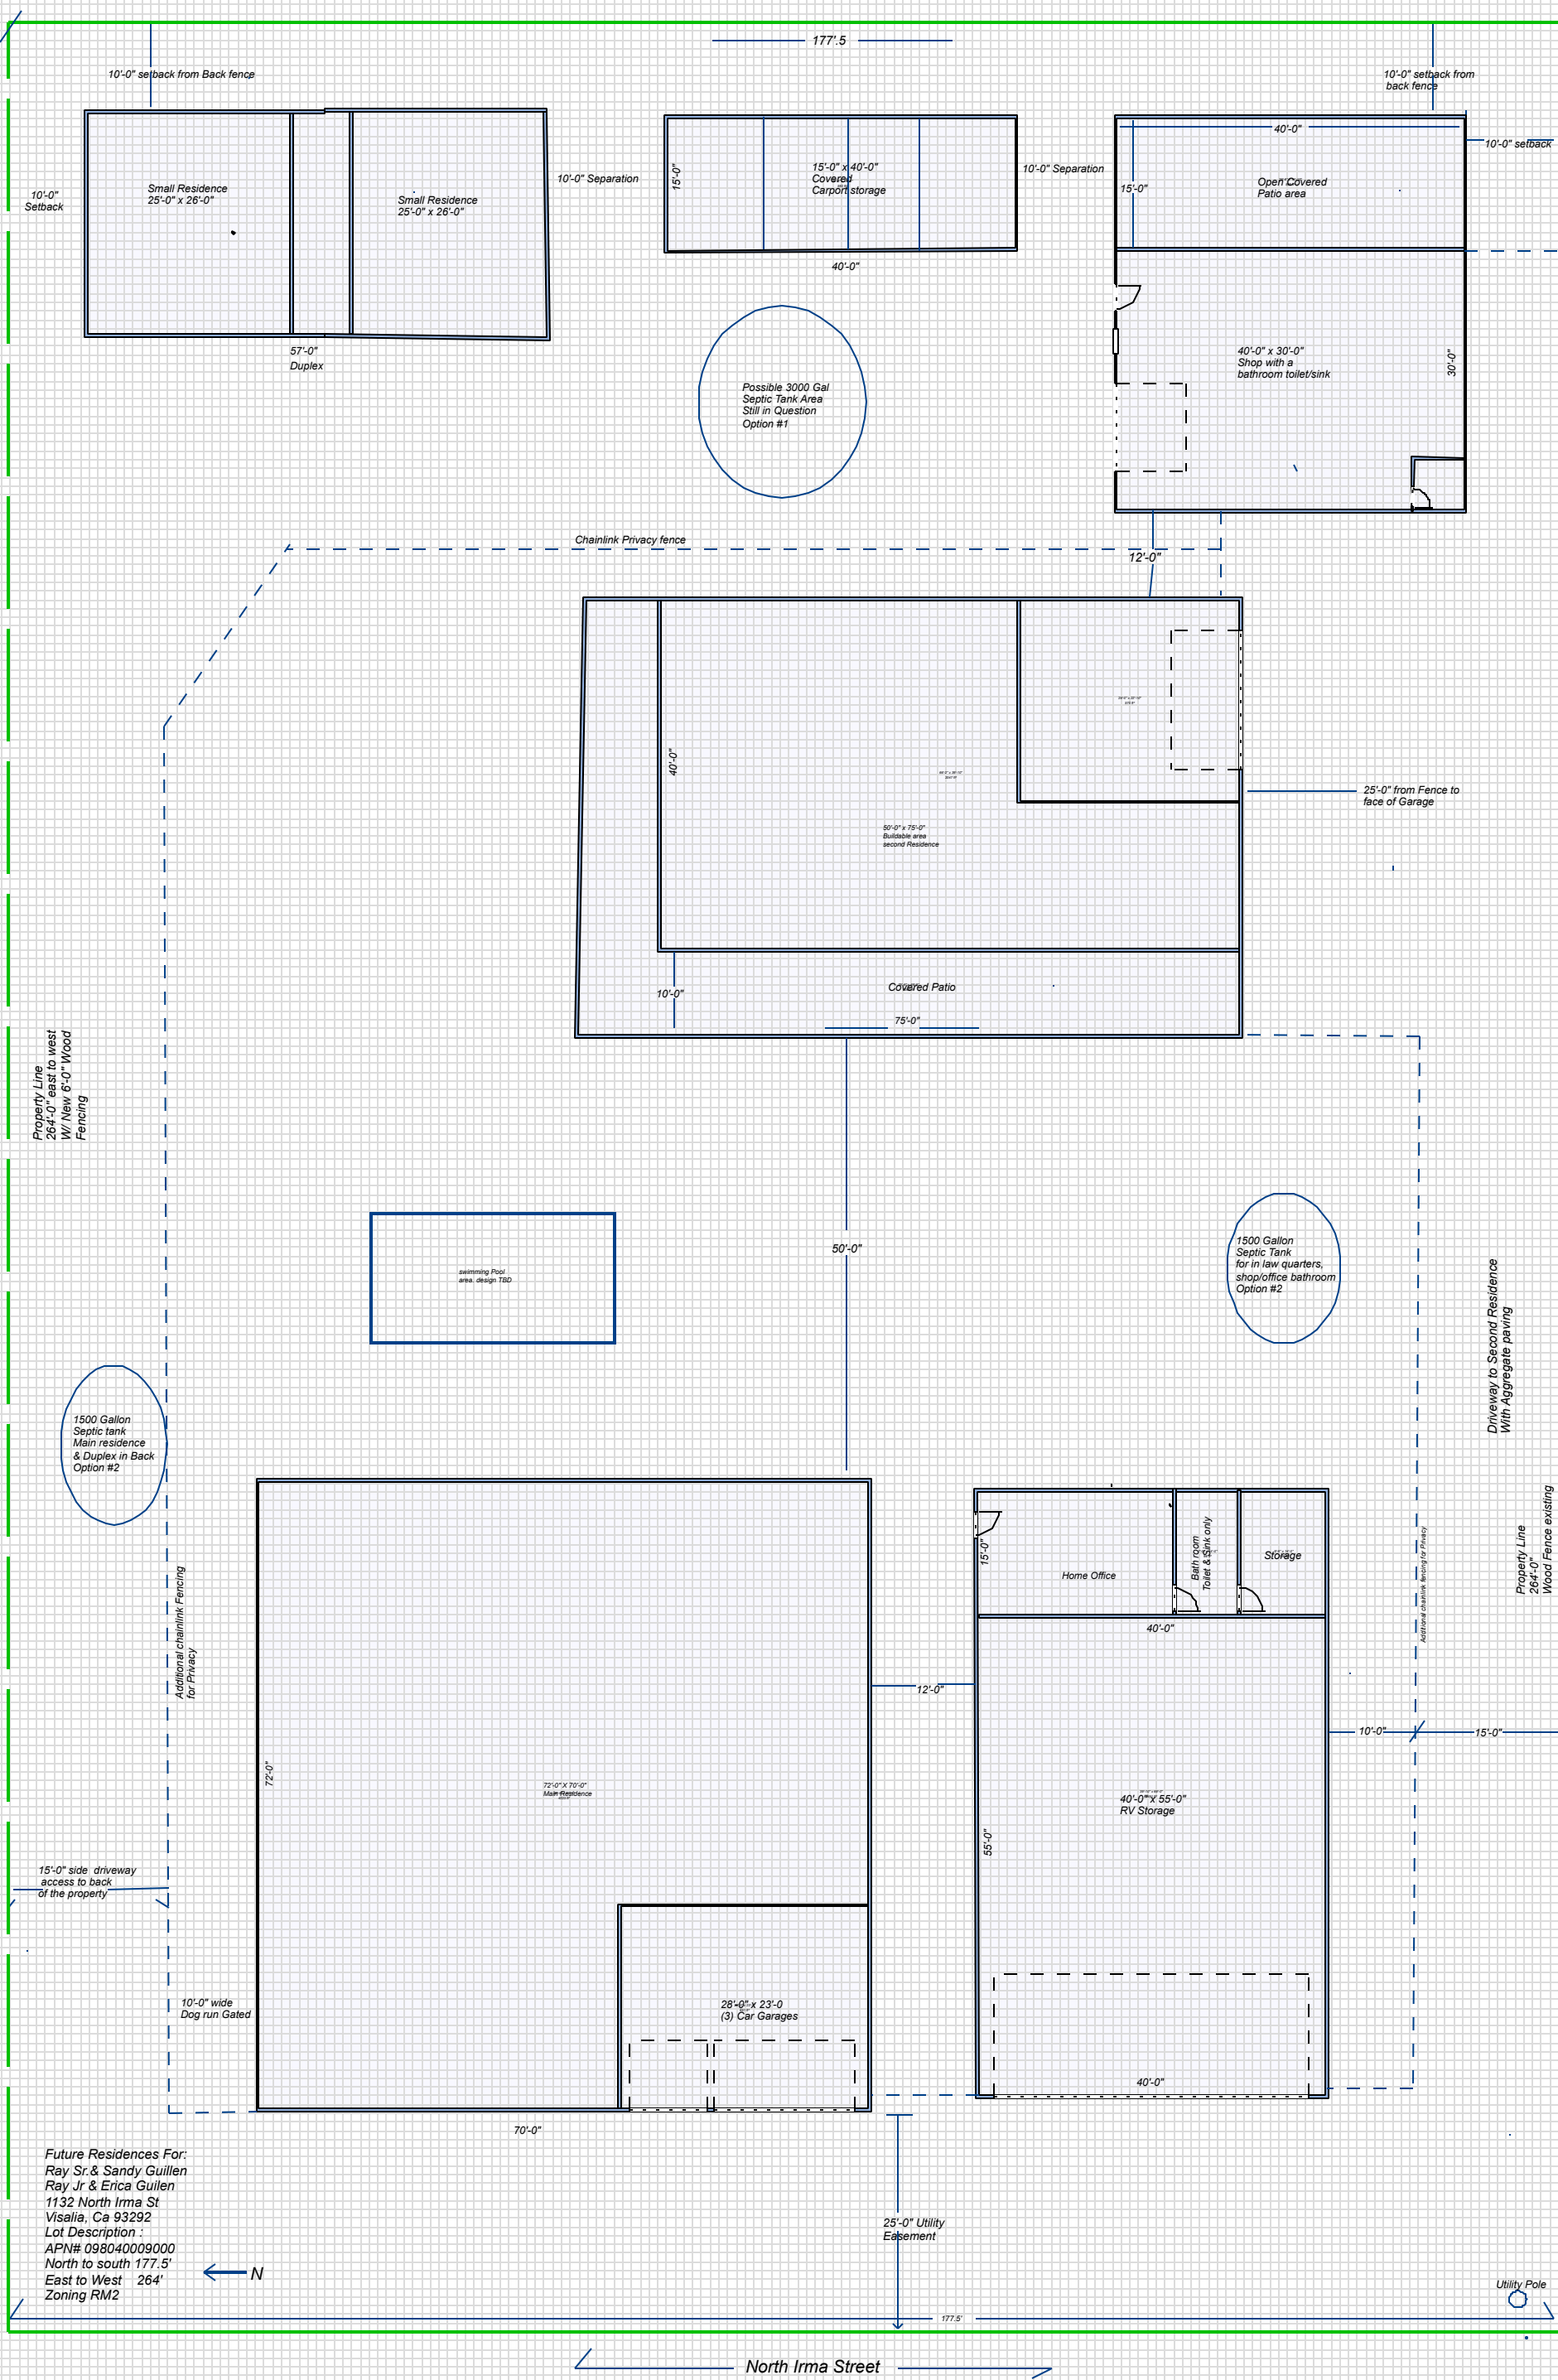 177'.5
10'-0" setback from Back fence
10'-0" setback from
back fence
40'-0"
10'-0" setback
10'-0"
Setback
Small Residence
25'-0" x 26'-0"
Small Residence
25'-0" x 26'-0"
10'-0" Separation
15'-0"
15'-0" x 40'-0"
Covered
Carport storage
10'-0" Separation
15'-0"
Open Covered
Patio area
40'-0"
57'-0"
Duplex
40'-0" x 30'-0"
Shop with a
bathroom toilet/sink
30'-0"
Possible 3000 Gal
Septic Tank Area
Still in Question
Option #1
Chainlink Privacy fence
12'-0"
40'-0"
50'-0" x 75'-0"
Buildable area
second Residence
25'-0" from Fence to
face of Garage
10'-0"
Covered Patio
75'-0"
Property Line
264'-0" east to west
W/ New 6'-0" Wood
Fencing
50'-0"
swimming Pool
area. design TBD
1500 Gallon
Septic Tank
for in law quarters,
shop/office bathroom
Option #2
Driveway to Second Residence
With Aggregate paving
1500 Gallon
Septic tank
Main residence
& Duplex in Back
Option #2
15'-0"
Home Office
Bath room
Toilet & Sink only
Storage
40'-0"
Additional chainlink fencing for Privacy
Property Line
264'-0"
Wood Fence existing
Additional chainlink Fencing
for Privacy
12'-0"
10'-0"
15'-0"
72'-0"
72'-0" X 70'-0"
Main Residence
40'-0" x 55'-0"
RV Storage
55'-0"
15'-0" side driveway
access to back
of the property
10'-0" wide
Dog run Gated
28'-0" x 23'-0
(3) Car Garages
40'-0"
70'-0"
Future Residences For:
Ray Sr.& Sandy Guillen
Ray Jr & Erica Guilen
1132 North Irma St
Visalia, Ca 93292
Lot Description :
APN# 098040009000
North to south 177.5'
East to West 264'
Zoning RM2
N
25'-0" Utility
Easement
Utility Pole
177.5'
North Irma Street